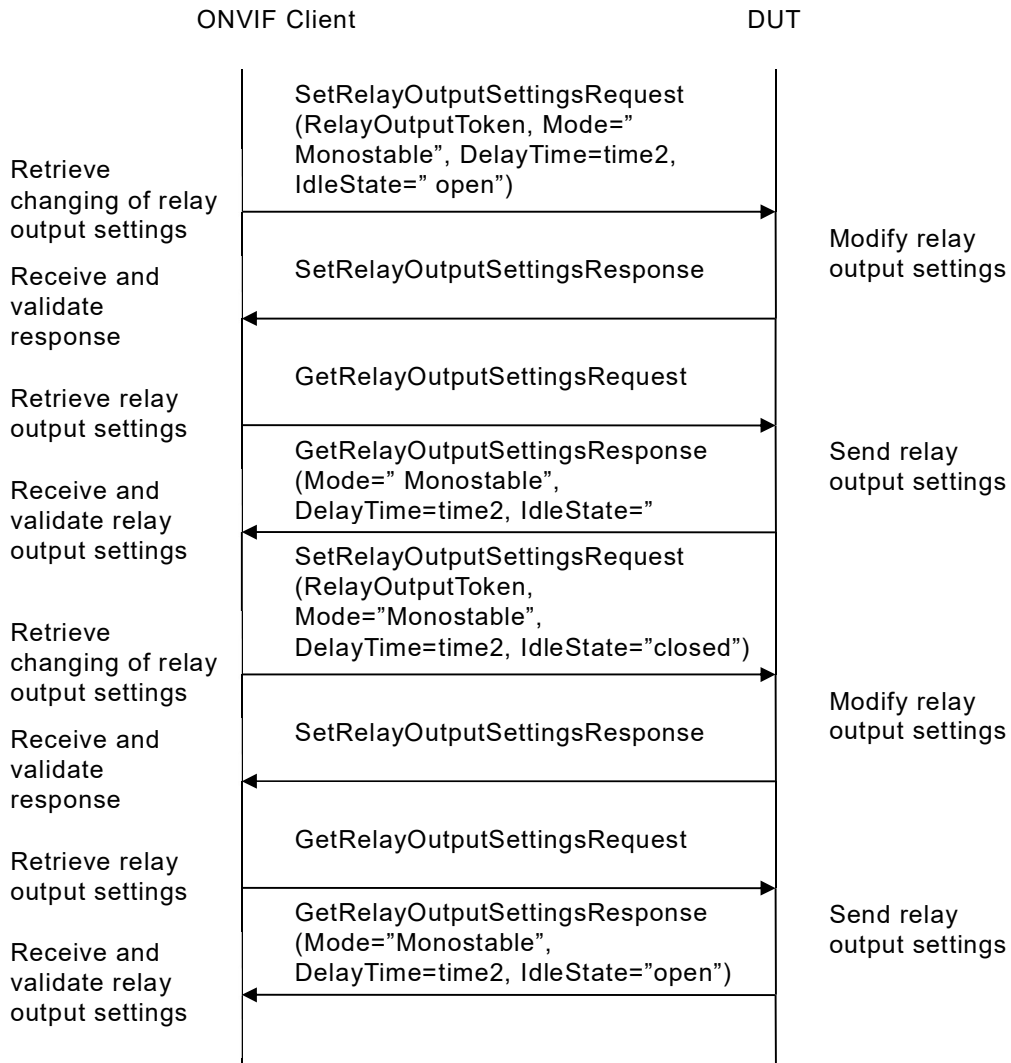 ONVIF Client
DUT
SetRelayOutputSettingsRequest
(RelayOutputToken, Mode=”
Monostable”, DelayTime=time2,
IdleState=” open”)
Retrieve
changing of relay
output settings
Modify relay
output settings
SetRelayOutputSettingsResponse
Receive and
validate
response
GetRelayOutputSettingsRequest
Retrieve relay
output settings
GetRelayOutputSettingsResponse
(Mode=” Monostable”,
DelayTime=time2, IdleState=”
Send relay
output settings
Receive and
validate relay
output settings
SetRelayOutputSettingsRequest
(RelayOutputToken,
Mode=”Monostable”,
DelayTime=time2, IdleState=”closed”)
Retrieve
changing of relay
output settings
Modify relay
output settings
SetRelayOutputSettingsResponse
Receive and
validate
response
GetRelayOutputSettingsRequest
Retrieve relay
output settings
GetRelayOutputSettingsResponse
(Mode=”Monostable”,
DelayTime=time2, IdleState=”open”)
Send relay
output settings
Receive and
validate relay
output settings